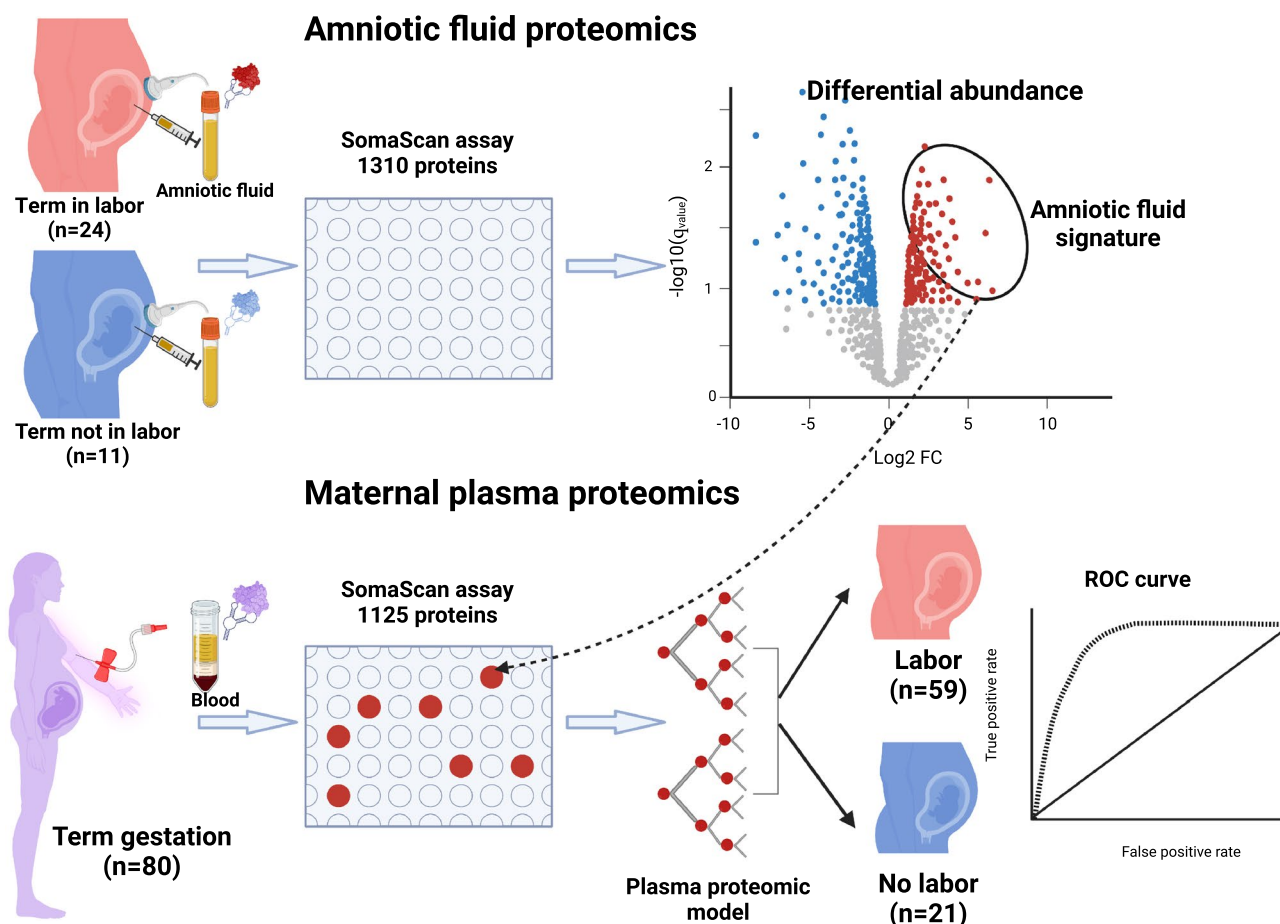 Amniotic fluid proteomics
Amniotic fluid
Term in labor
(n=24)
Term not in labor
(n=11)
SomaScan assay
1310 proteins
Differential abundance
-log10(qvalue)
2
1
0
-10
-5
0
5
10
Log2 FC
Amniotic fluid
signature
Maternal plasma proteomics
Blood
Term gestation
(n=80)
SomaScan assay
1125 proteins
Plasma proteomic
model
Labor
(n=59)
No labor
(n=21)
ROC curve
True positive rate
False positive rate